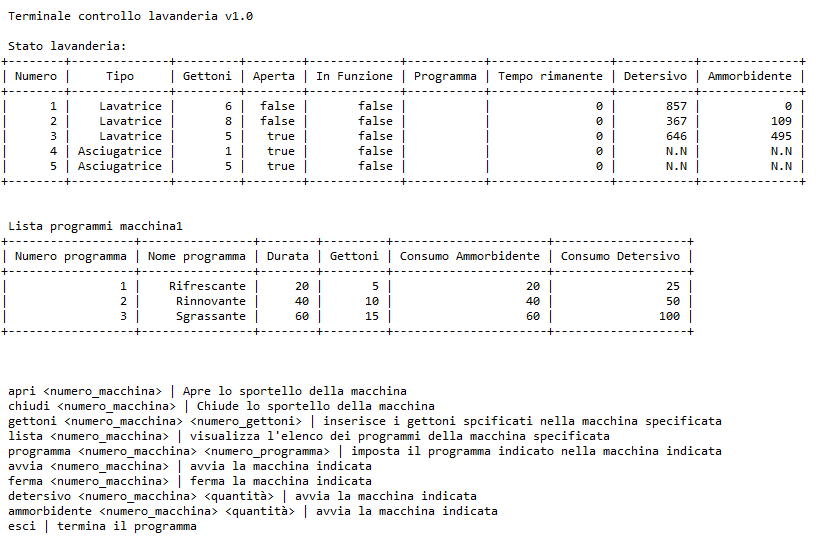 Terminale controllo lavanderia v1.0
Stato lavanderia:
+--------+--------------+---------+--------+-------------+-----------+-----------------+-----------+--------------+
| Numero |     Tipo     | Gettoni | Aperta | In Funzione | Programma | Tempo rimanente | Detersivo | Ammorbidente |
+--------+--------------+---------+--------+-------------+-----------+-----------------+-----------+--------------+
|      1 |    Lavatrice |       6 |  false |       false |           |               0 |       857 |            0 |
|      2 |    Lavatrice |       8 |  false |       false |           |               0 |       367 |          109 |
|      3 |    Lavatrice |       5 |   true |       false |           |               0 |       646 |          495 |
|      4 | Asciugatrice |       1 |   true |       false |           |               0 |       N.N |          N.N |
|      5 | Asciugatrice |       5 |   true |       false |           |               0 |       N.N |          N.N |
+--------+--------------+---------+--------+-------------+-----------+-----------------+-----------+--------------+
Lista programmi macchina1
+------------------+----------------+--------+---------+----------------------+-------------------+
| Numero programma | Nome programma | Durata | Gettoni | Consumo Ammorbidente | Consumo Detersivo |
+------------------+----------------+--------+---------+----------------------+-------------------+
|                1 |    Rifrescante |     20 |       5 |                   20 |                25 |
|                2 |     Rinnovante |     40 |      10 |                   40 |                50 |
|                3 |     Sgrassante |     60 |      15 |                   60 |               100 |
+------------------+----------------+--------+---------+----------------------+-------------------+
apri <numero_macchina> | Apre lo sportello della macchina
chiudi <numero_macchina> | Chiude lo sportello della macchina
gettoni <numero_macchina> <numero_gettoni> | inserisce i gettoni spcificati nella macchina specificata
lista <numero_macchina> | visualizza l'elenco dei programmi della macchina specificata
programma <numero_macchina> <numero_programma> | imposta il programma indicato nella macchina indicata
avvia <numero_macchina> | avvia la macchina indicata
ferma <numero_macchina> | ferma la macchina indicata
detersivo <numero_macchina> <quantità> | avvia la macchina indicata
ammorbidente <numero_macchina> <quantità> | avvia la macchina indicata
esci | termina il programma